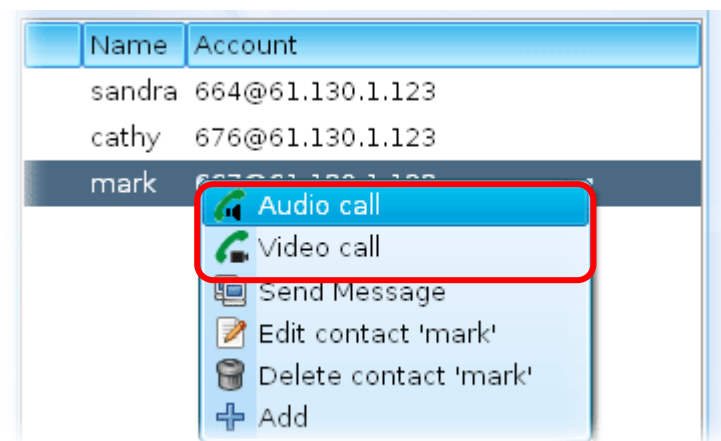 Name Account
sandra 664@61.130.1.123
cathy 676@61.130.1.123
mark
Audio call
Video call
Send Message
Edit contact 'mark'
Delete contact 'mark'
Add